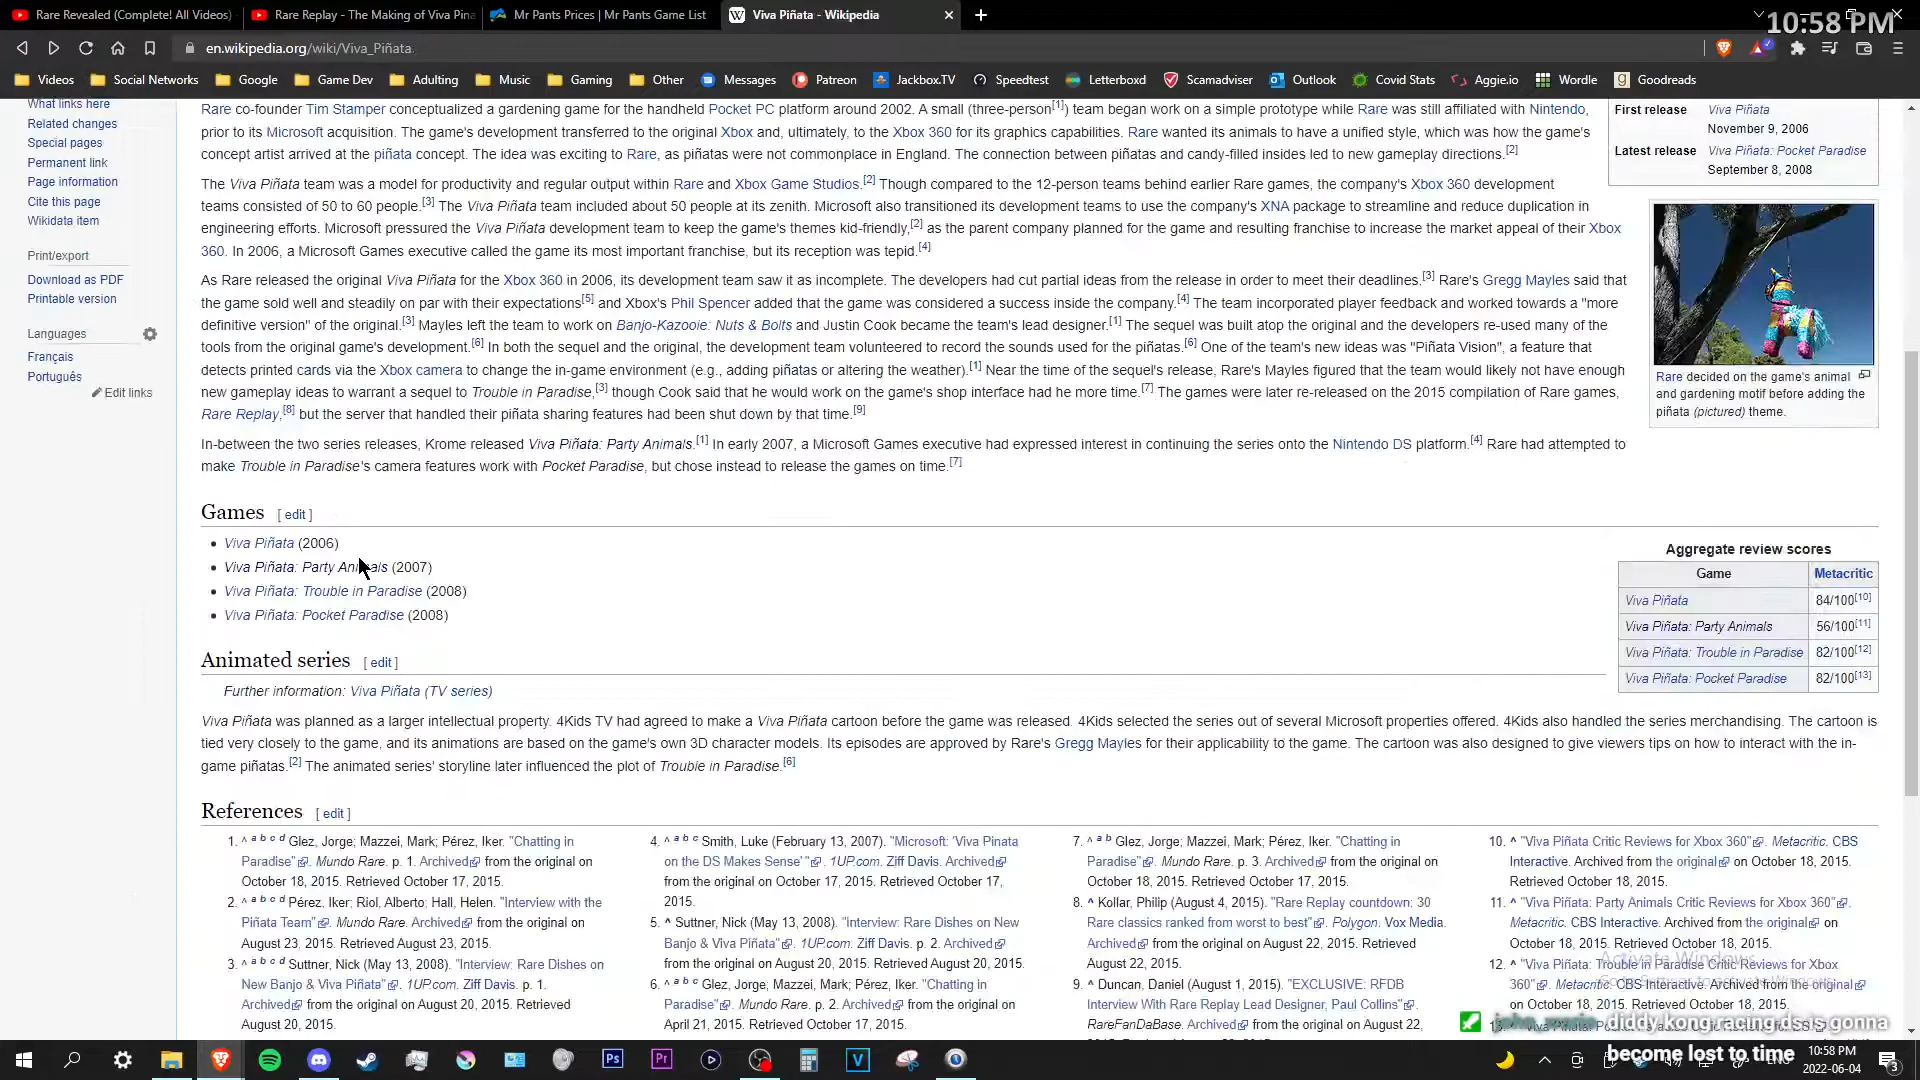 Rare Revealed (Complete! All Videos)
Rare Replay - The Making of Viva Pina
Mr Pants Prices | Mr Pants Game List
Viva Piñata - Wikipedia
10:58 PM
en.wikipedia.org/wiki/Viva_Piñata
Videos Social Networks Google Game Dev Adulting Music Gaming Other Messages Patreon Jackbox.TV Speedtest Letterboxd Scamadviser Outlook Covid Stats Aggie.io Wordle Goodreads
What links here
Related changes
Special pages
Permanent link
Page information
Cite this page
Wikidata item
Print/export
Download as PDF
Printable version
Languages
Français
Português
Edit links
Rare co-founder Tim Stamper conceptualized a gardening game for the handheld Pocket PC platform around 2002. A small (three-person[1]) team began work on a simple prototype while Rare was still affiliated with Nintendo,
prior to its Microsoft acquisition. The game's development transferred to the original Xbox and, ultimately, to the Xbox 360 for its graphics capabilities. Rare wanted its animals to have a unified style, which was how the game's
concept artist arrived at the piñata concept. The idea was exciting to Rare, as piñatas were not commonplace in England. The connection between piñatas and candy-filled insides led to new gameplay directions.[2]
The Viva Piñata team was a model for productivity and regular output within Rare and Xbox Game Studios.[2] Though compared to the 12-person teams behind earlier Rare games, the company's Xbox 360 development
teams consisted of 50 to 60 people.[3] The Viva Piñata team included about 50 people at its zenith. Microsoft also transitioned its development teams to use the company's XNA package to streamline and reduce duplication in
engineering efforts. Microsoft pressured the Viva Piñata development team to keep the game's themes kid-friendly,[2] as the parent company planned for the game and resulting franchise to increase the market appeal of their Xbox
360. In 2006, a Microsoft Games executive called the game its most important franchise, but its reception was tepid.[4]
As Rare released the original Viva Piñata for the Xbox 360 in 2006, its development team saw it as incomplete. The developers had cut partial ideas from the release in order to meet their deadlines.[3] Rare's Gregg Mayles said that
the game sold well and steadily on par with their expectations[5] and Xbox's Phil Spencer added that the game was considered a success inside the company.[4] The team incorporated player feedback and worked towards a "more
definitive version" of the original.[3] Mayles left the team to work on Banjo-Kazooie: Nuts & Bolts and Justin Cook became the team's lead designer.[1] The sequel was built atop the original and the developers re-used many of the
tools from the original game's development.[6] In both the sequel and the original, the development team volunteered to record the sounds used for the piñatas.[6] One of the team's new ideas was "Piñata Vision", a feature that
detects printed cards via the Xbox camera to change the in-game environment (e.g., adding piñatas or altering the weather).[1] Near the time of the sequel's release, Rare's Mayles figured that the team would likely not have enough
new gameplay ideas to warrant a sequel to Trouble in Paradise,[3] though Cook said that he would work on the game's shop interface had he more time.[7] The games were later re-released on the 2015 compilation of Rare games,
Rare Replay,[8] but the server that handled their piñata sharing features had been shut down by that time.[9]
In-between the two series releases, Krome released Viva Piñata: Party Animals.[1] In early 2007, a Microsoft Games executive had expressed interest in continuing the series onto the Nintendo DS platform.[4] Rare had attempted to
make Trouble in Paradise's camera features work with Pocket Paradise, but chose instead to release the games on time.[7]
First release Viva Piñata
November 9, 2006
Latest release Viva Piñata: Pocket Paradise
September 8, 2008
Rare decided on the game's animal
and gardening motif before adding the
piñata (pictured) theme.
Games [ edit ]
Viva Piñata (2006)
Viva Piñata: Party Animals (2007)
Viva Piñata: Trouble in Paradise (2008)
Viva Piñata: Pocket Paradise (2008)
Aggregate review scores
Game Metacritic
Viva Piñata 84/100[10]
Viva Piñata: Party Animals 56/100[11]
Viva Piñata: Trouble in Paradise 82/100[12]
Viva Piñata: Pocket Paradise 82/100[13]
Animated series [ edit ]
Further information: Viva Piñata (TV series)
Viva Piñata was planned as a larger intellectual property. 4Kids TV had agreed to make a Viva Piñata cartoon before the game was released. 4Kids selected the series out of several Microsoft properties offered. 4Kids also handled the series merchandising. The cartoon is
tied very closely to the game, and its animations are based on the game's own 3D character models. Its episodes are approved by Rare's Gregg Mayles for their applicability to the game. The cartoon was also designed to give viewers tips on how to interact with the in-
game piñatas.[2] The animated series' storyline later influenced the plot of Trouble in Paradise.[6]
References [ edit ]
1. ^ a b c d Glez, Jorge; Mazzei, Mark; Pérez, Iker. "Chatting in
Paradise". Mundo Rare. p. 1. Archived from the original on
October 18, 2015. Retrieved October 17, 2015.
2. ^ a b c d Pérez, Iker; Riol, Alberto; Hall, Helen. "Interview with the
Piñata Team". Mundo Rare. Archived from the original on
August 23, 2015. Retrieved August 23, 2015.
3. ^ a b c d Suttner, Nick (May 13, 2008). "Interview: Rare Dishes on
New Banjo & Viva Piñata". 1UP.com. Ziff Davis. p. 1.
Archived from the original on August 20, 2015. Retrieved
August 20, 2015.
4. ^ a b c Smith, Luke (February 13, 2007). "Microsoft: 'Viva Pinata
on the DS Makes Sense' ". 1UP.com. Ziff Davis. Archived
from the original on October 17, 2015. Retrieved October 17,
2015.
5. ^ Suttner, Nick (May 13, 2008). "Interview: Rare Dishes on New
Banjo & Viva Piñata". 1UP.com. Ziff Davis. p. 2. Archived
from the original on August 20, 2015. Retrieved August 20, 2015.
6. ^ a b c Glez, Jorge; Mazzei, Mark; Pérez, Iker. "Chatting in
Paradise". Mundo Rare. p. 2. Archived from the original on
April 21, 2015. Retrieved October 17, 2015.
7. ^ a b Glez, Jorge; Mazzei, Mark; Pérez, Iker. "Chatting in
Paradise". Mundo Rare. p. 3. Archived from the original on
October 18, 2015. Retrieved October 17, 2015.
8. ^ Kollar, Philip (August 4, 2015). "Rare Replay countdown: 30
Rare classics ranked from worst to best". Polygon. Vox Media.
Archived from the original on August 22, 2015. Retrieved
August 22, 2015.
9. ^ Duncan, Daniel (August 1, 2015). "EXCLUSIVE: RFDB
Interview With Rare Replay Lead Designer, Paul Collins".
RareFanDaBase. Archived from the original on August 22,
10. ^ "Viva Piñata Critic Reviews for Xbox 360". Metacritic. CBS
Interactive. Archived from the original on October 18, 2015.
Retrieved October 18, 2015.
11. ^ "Viva Piñata: Party Animals Critic Reviews for Xbox 360".
Metacritic. CBS Interactive. Archived from the original on
October 18, 2015. Retrieved October 18, 2015.
12. ^ "Viva Piñata: Trouble in Paradise Critic Reviews for Xbox
360". Metacritic. CBS Interactive. Archived from the original
on October 18, 2015. Retrieved October 18, 2015.
Activate Windows
diddy kong racing ds is gonna
become lost to time
10:58 PM
2022-06-04
3